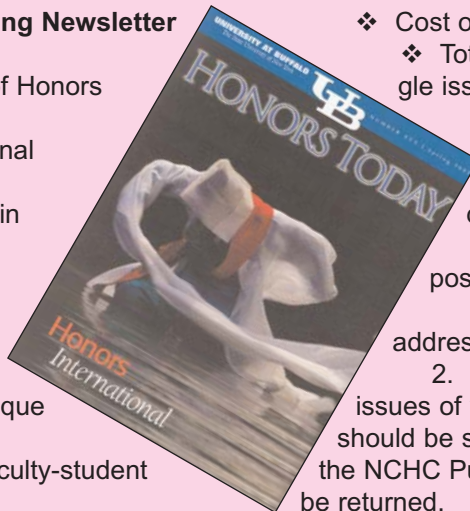 ng Newsletter
f Honors
nal
in
que
culty-student
UNIVERSITY AT BUFFALO
The State University of New York
UB
HONORS TODAY
Honors
International
❖ Cost o
❖ Tot
gle iss
pos
addres
2.
issues of
should be s
the NCHC Pu
be returned.